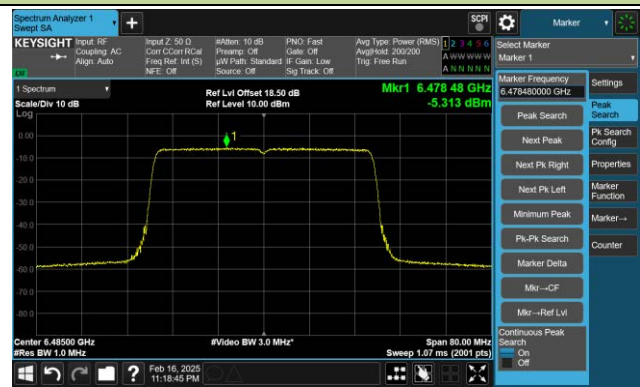 Spectrum Analyzer 1
Swept SA
SCPI
Marker
KEYSIGHT
Input: RF
Coupling: AC
Align: Auto
Input Z: 50 Ω
Corr CCorr RCal
Freq Ref: Int (S)
NFE: Off
#Atten: 10 dB
Preamp: Off
µW Path: Standard
Source: Off
PNO: Fast
Gate: Off
IF Gain: Low
Sig Track: Off
Avg Type: Power (RMS)
Avg|Hold: 200/200
Trig: Free Run
1 2 3 4 5 6
A W W W W W
A N N N N N
Select Marker
Marker 1
1 Spectrum
Scale/Div 10 dB
Ref Lvl Offset 18.50 dB
Ref Level 10.00 dBm
Mkr1 6.478 48 GHz
-5.313 dBm
Log
0.00
-10.0
-20.0
-30.0
-40.0
-50.0
-60.0
-70.0
-80.0
1
Center 6.48500 GHz
#Res BW 1.0 MHz
#Video BW 3.0 MHz*
Span 80.00 MHz
Sweep 1.07 ms (2001 pts)
Marker Frequency
6.478480000 GHz
Peak Search
Next Peak
Next Pk Right
Next Pk Left
Minimum Peak
Pk-Pk Search
Marker Delta
Mkr→CF
Mkr→Ref Lvl
Continuous Peak
Search
On
Off
Settings
Peak
Search
Pk Search
Config
Properties
Marker
Function
Marker→
Counter
?
Feb 16, 2025
11:18:45 PM